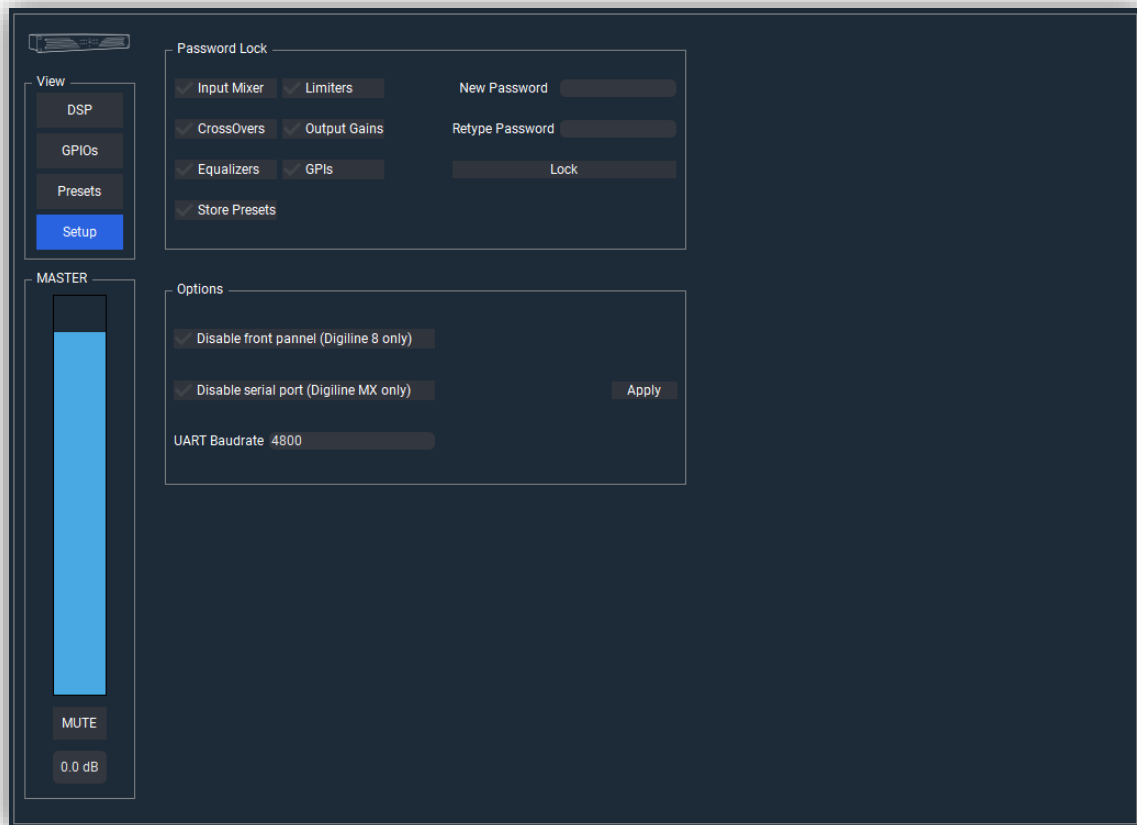 View
DSP
GPIOs
Presets
Setup
MASTER
MUTE
0.0 dB
Password Lock
Input Mixer Limiters New Password
CrossOvers Output Gains Retype Password
Equalizers GPIs Lock
Store Presets
Options
Disable front pannel (Digiline 8 only)
Disable serial port (Digiline MX only) Apply
UART Baudrate 4800